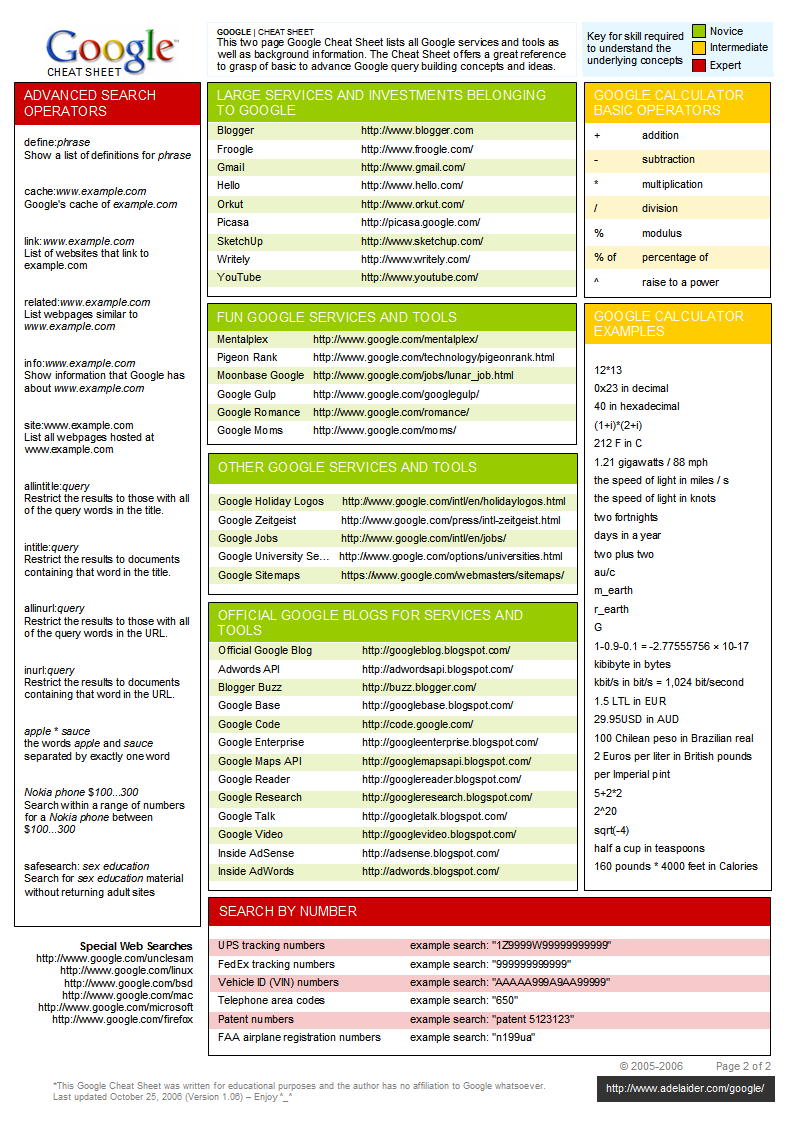 Google™
CHEAT SHEET
GOOGLE | CHEAT SHEET
This two page Google Cheat Sheet lists all Google services and tools as
well as background information. The Cheat Sheet offers a great reference
to grasp of basic to advance Google query building concepts and ideas.
Key for skill required
to understand the
underlying concepts
Novice
Intermediate
Expert
ADVANCED SEARCH
OPERATORS
define:phrase
Show a list of definitions for phrase
cache:www.example.com
Google's cache of example.com
link:www.example.com
List of websites that link to
example.com
related:www.example.com
List webpages similar to
www.example.com
info:www.example.com
Show information that Google has
about www.example.com
site:www.example.com
List all webpages hosted at
www.example.com
allintitle:query
Restrict the results to those with all
of the query words in the title.
intitle:query
Restrict the results to documents
containing that word in the title.
allinurl:query
Restrict the results to those with all
of the query words in the URL.
inurl:query
Restrict the results to documents
containing that word in the URL.
apple * sauce
the words apple and sauce
separated by exactly one word
Nokia phone $100...300
Search within a range of numbers
for a Nokia phone between
$100...300
safesearch: sex education
Search for sex education material
without returning adult sites
Special Web Searches
http://www.google.com/unclesam
http://www.google.com/linux
http://www.google.com/bsd
http://www.google.com/mac
http://www.google.com/microsoft
http://www.google.com/firefox
LARGE SERVICES AND INVESTMENTS BELONGING
TO GOOGLE
Blogger http://www.blogger.com
Froogle http://www.froogle.com/
Gmail http://www.gmail.com/
Hello http://www.hello.com/
Orkut http://www.orkut.com/
Picasa http://picasa.google.com/
SketchUp http://www.sketchup.com/
Writely http://www.writely.com/
YouTube http://www.youtube.com/
FUN GOOGLE SERVICES AND TOOLS
Mentalplex http://www.google.com/mentalplex/
Pigeon Rank http://www.google.com/technology/pigeonrank.html
Moonbase Google http://www.google.com/jobs/lunar_job.html
Google Gulp http://www.google.com/googlegulp/
Google Romance http://www.google.com/romance/
Google Moms http://www.google.com/moms/
OTHER GOOGLE SERVICES AND TOOLS
Google Holiday Logos http://www.google.com/intl/en/holidaylogos.html
Google Zeitgeist http://www.google.com/press/intl-zeitgeist.html
Google Jobs http://www.google.com/intl/en/jobs/
Google University Se... http://www.google.com/options/universities.html
Google Sitemaps https://www.google.com/webmasters/sitemaps/
OFFICIAL GOOGLE BLOGS FOR SERVICES AND
TOOLS
Official Google Blog http://googleblog.blogspot.com/
Adwords API http://adwordsapi.blogspot.com/
Blogger Buzz http://buzz.blogger.com/
Google Base http://googlebase.blogspot.com/
Google Code http://code.google.com/
Google Enterprise http://googleenterprise.blogspot.com/
Google Maps API http://googlemapsapi.blogspot.com/
Google Reader http://googlereader.blogspot.com/
Google Research http://googleresearch.blogspot.com/
Google Talk http://googletalk.blogspot.com/
Google Video http://googlevideo.blogspot.com/
Inside AdSense http://adsense.blogspot.com/
Inside AdWords http://adwords.blogspot.com/
GOOGLE CALCULATOR
BASIC OPERATORS
+ addition
- subtraction
* multiplication
/ division
% modulus
% of percentage of
^ raise to a power
GOOGLE CALCULATOR
EXAMPLES
12*13
0x23 in decimal
40 in hexadecimal
(1+i)*(2+i)
212 F in C
1.21 gigawatts / 88 mph
the speed of light in miles / s
the speed of light in knots
two fortnights
days in a year
two plus two
au/c
m_earth
r_earth
G
1-0.9-0.1 = -2.77555756 × 10-17
kibibyte in bytes
kbit/s in bit/s = 1,024 bit/second
1.5 LTL in EUR
29.95USD in AUD
100 Chilean peso in Brazilian real
2 Euros per liter in British pounds
per Imperial pint
5+2*2
2^20
sqrt(-4)
half a cup in teaspoons
160 pounds * 4000 feet in Calories
SEARCH BY NUMBER
UPS tracking numbers example search: "1Z9999W99999999999"
FedEx tracking numbers example search: "999999999999"
Vehicle ID (VIN) numbers example search: "AAAAA999A9AA99999"
Telephone area codes example search: "650"
Patent numbers example search: "patent 5123123"
FAA airplane registration numbers example search: "n199ua"
© 2005-2006 Page 2 of 2
*This Google Cheat Sheet was written for educational purposes and the author has no affiliation to Google whatsoever.
Last updated October 25, 2006 (Version 1.06) – Enjoy ^_^
http://www.adelaider.com/google/